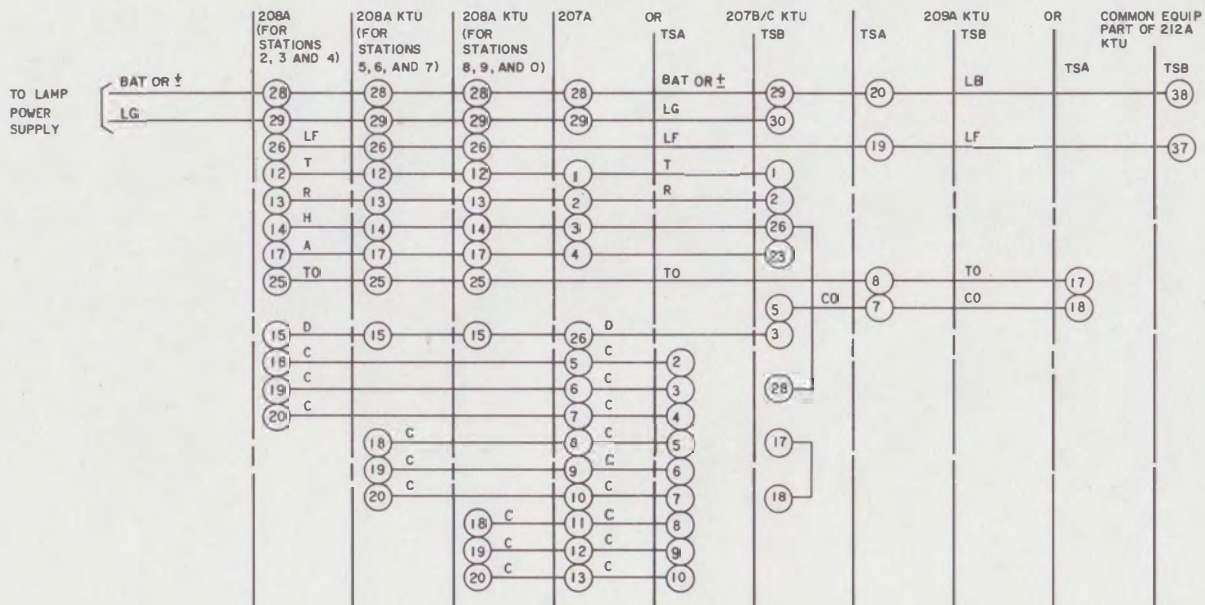 208A (FOR STATIONS 2, 3 AND 4)
208A KTU (FOR STATIONS 5, 6, AND 7)
208A KTU (FOR STATIONS 8, 9, AND 0)
207A OR 207B/C KTU
TSA TSB
209A KTU OR COMMON EQUIP PART OF 212A KTU
TSA TSB TSA TSB
TO LAMP POWER SUPPLY
BAT OR ± 28 28 28 28 BAT OR ± 29 20 LB 38
LG 29 29 29 29 LG 30
26 LF 26 26 LF 19 LF 37
12 T 12 12 1 T 1
13 R 13 13 2 R 2
14 H 14 14 3 26
17 A 17 17 4 23
25 TO 25 25 TO 8 TO 17
5 CO 7 CO 18
15 D 15 15 26 D 3
18 C 5 C 2
19 C 6 C 3 28
20 C 7 C 4
18 C 8 C 5 17
19 C 9 C 6
20 C 10 C 7 18
18 C 11 C 8
19 C 12 C 9
20 C 13 C 10